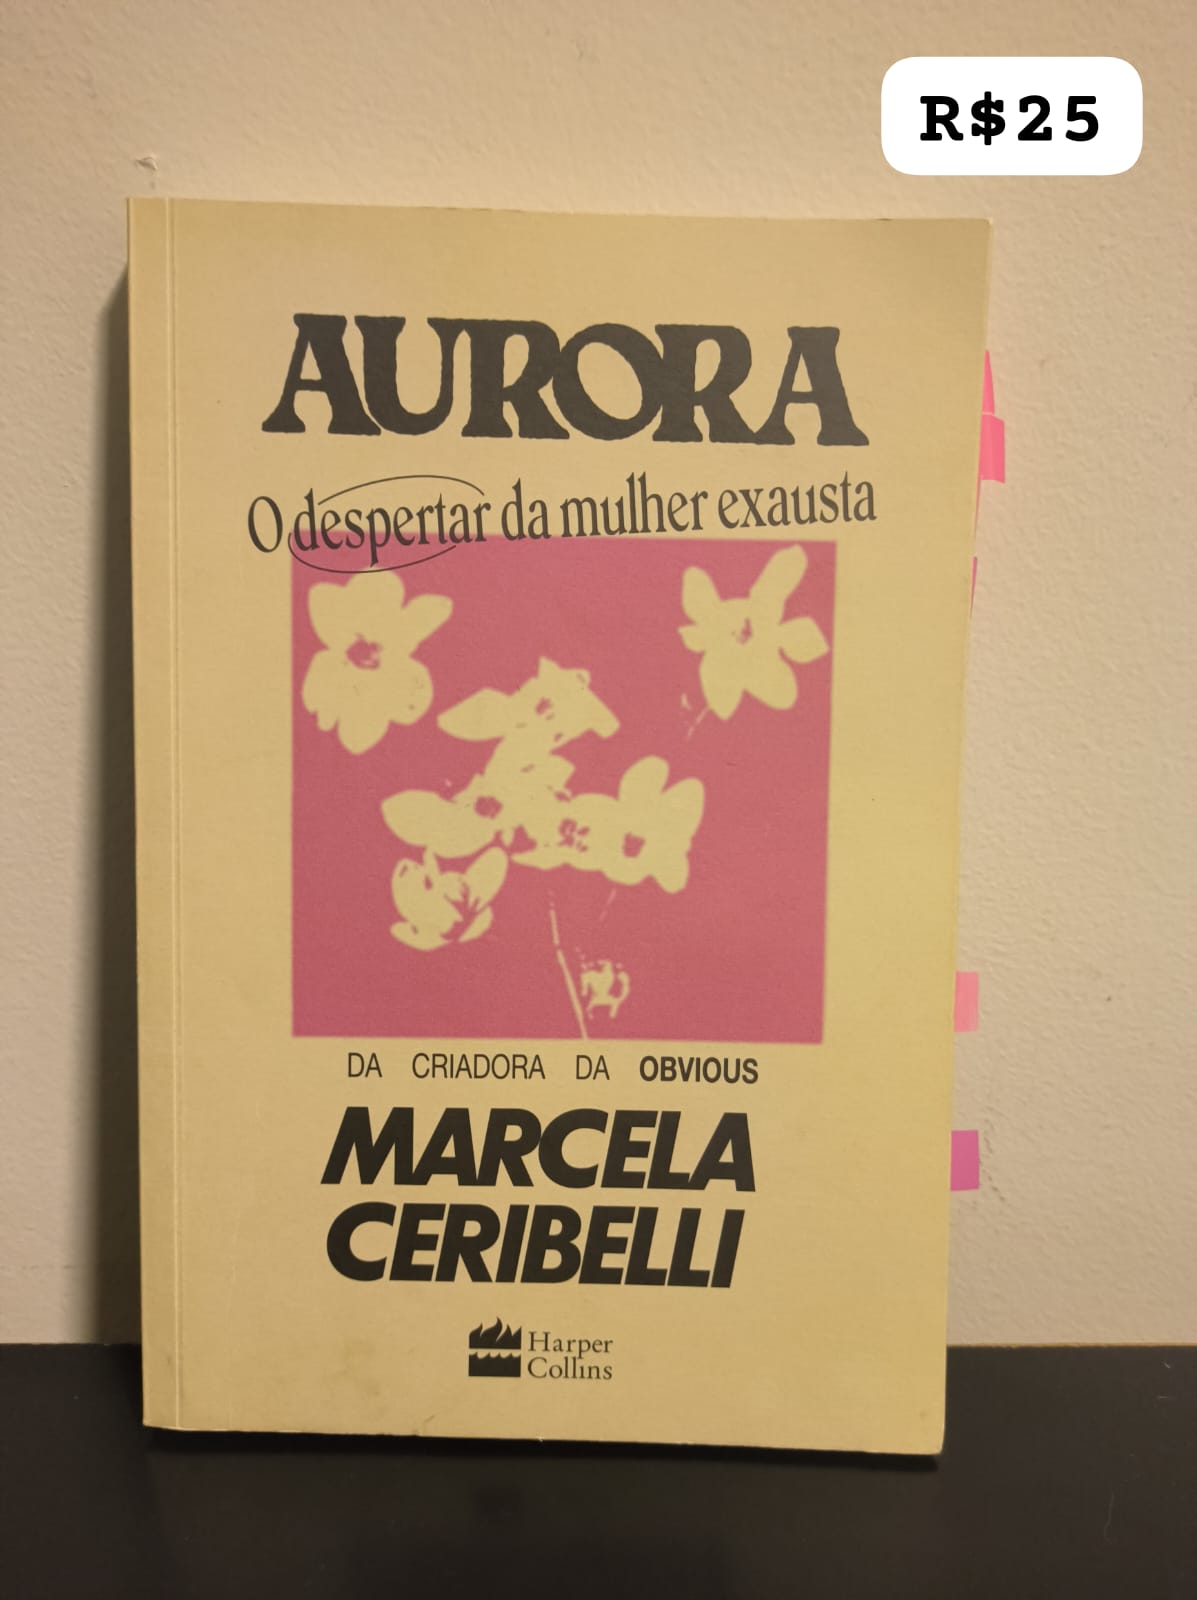 R$25
AURORA
O despertar da mulher exausta
DA CRIADORA DA OBVIOUS
MARCELA
CERIBELLI
Harper
Collins